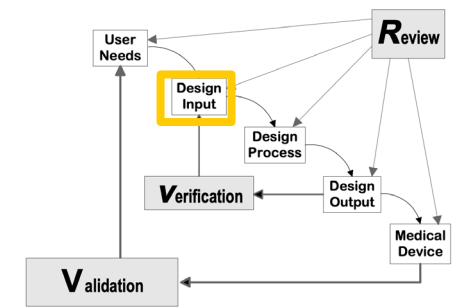 Review
User
Needs
Design
Input
Design
Process
Verification
Design
Output
Medical
Device
Validation